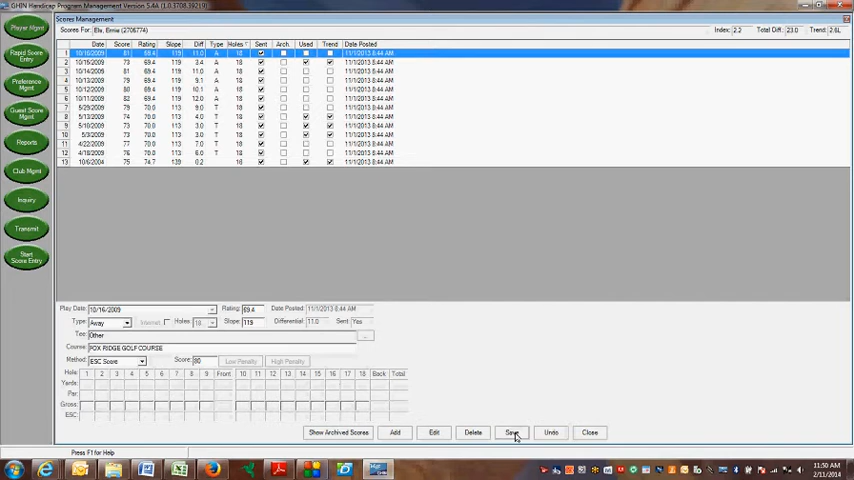 GHIN Handicap Program Management Version 5.4A (1.0.3708.39219)
Scores Management
Player Mgmt
Scores For: Els, Ernie (2706774) Index: 2.2 Total Diff: 23.0 Trend: 2.6L
Date Score Rating Slope Diff Holes Type Sent Arch. Used Trend Date Posted
1 10/16/2009 81 69.4 119 11.0 A 18 11/1/2013 8:44 AM
2 10/15/2009 73 69.4 118 3.4 A 18 11/1/2013 8:44 AM
3 10/14/2009 81 69.4 118 11.0 A 18 11/1/2013 8:44 AM
4 10/13/2009 79 69.4 118 9.1 A 18 11/1/2013 8:44 AM
5 10/12/2009 80 69.4 118 10.1 A 18 11/1/2013 8:44 AM
6 10/11/2009 82 69.4 118 12.0 A 18 11/1/2013 8:44 AM
7 5/29/2009 79 70.0 113 9.0 T 18 11/1/2013 8:44 AM
8 5/13/2009 74 70.0 113 4.0 T 18 11/1/2013 8:44 AM
9 5/10/2009 73 70.0 113 3.0 T 18 11/1/2013 8:44 AM
10 5/3/2009 73 70.0 113 3.0 T 18 11/1/2013 8:44 AM
11 4/22/2009 77 70.0 113 7.0 T 18 11/1/2013 8:44 AM
12 4/18/2009 76 70.0 113 6.0 T 18 11/1/2013 8:44 AM
13 10/6/2004 75 74.7 139 0.2 18 11/1/2013 8:44 AM
Rapid Score Entry
Preference Mgmt
Guest Score Mgmt
Reports
Club Mgmt
Inquiry
Transmit
Start Score Entry
Play Date: 10/16/2009 Rating: 69.4 Date Posted: 11/1/2013 8:44 AM
Type: Away Internet: Holes: 18 Slope: 119 Differential: 11.0 Sent: Yes
Tee: Other ...
Course: FOX RIDGE GOLF COURSE
Method: ESC Score Score: 80 Low Penalty High Penalty
Hole: 1 2 3 4 5 6 7 8 9 Front 10 11 12 13 14 15 16 17 18 Back Total
Yards:
Par:
Gross:
ESC:
Show Archived Scores Add Edit Delete Save Undo Close
Press F1 for Help
11:50 AM
2/11/2014